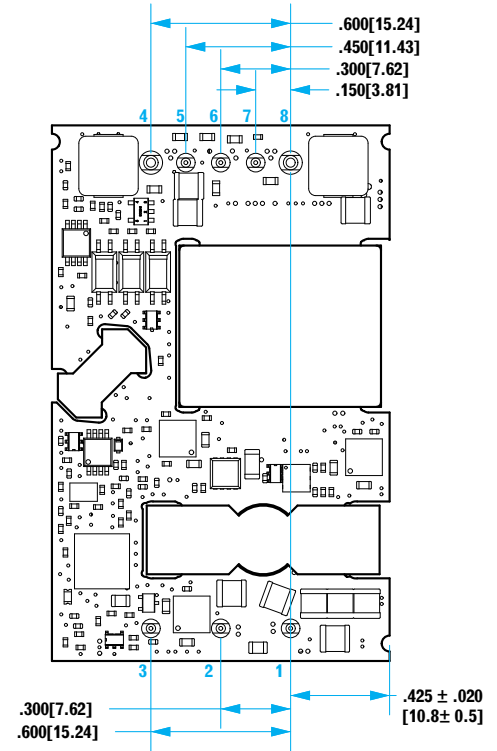 .600[15.24]
.450[11.43]
.300[7.62]
.150[3.81]
4 5 6 7 8
3 2 1
.425 ± .020
[10.8± 0.5]
.300[7.62]
.600[15.24]